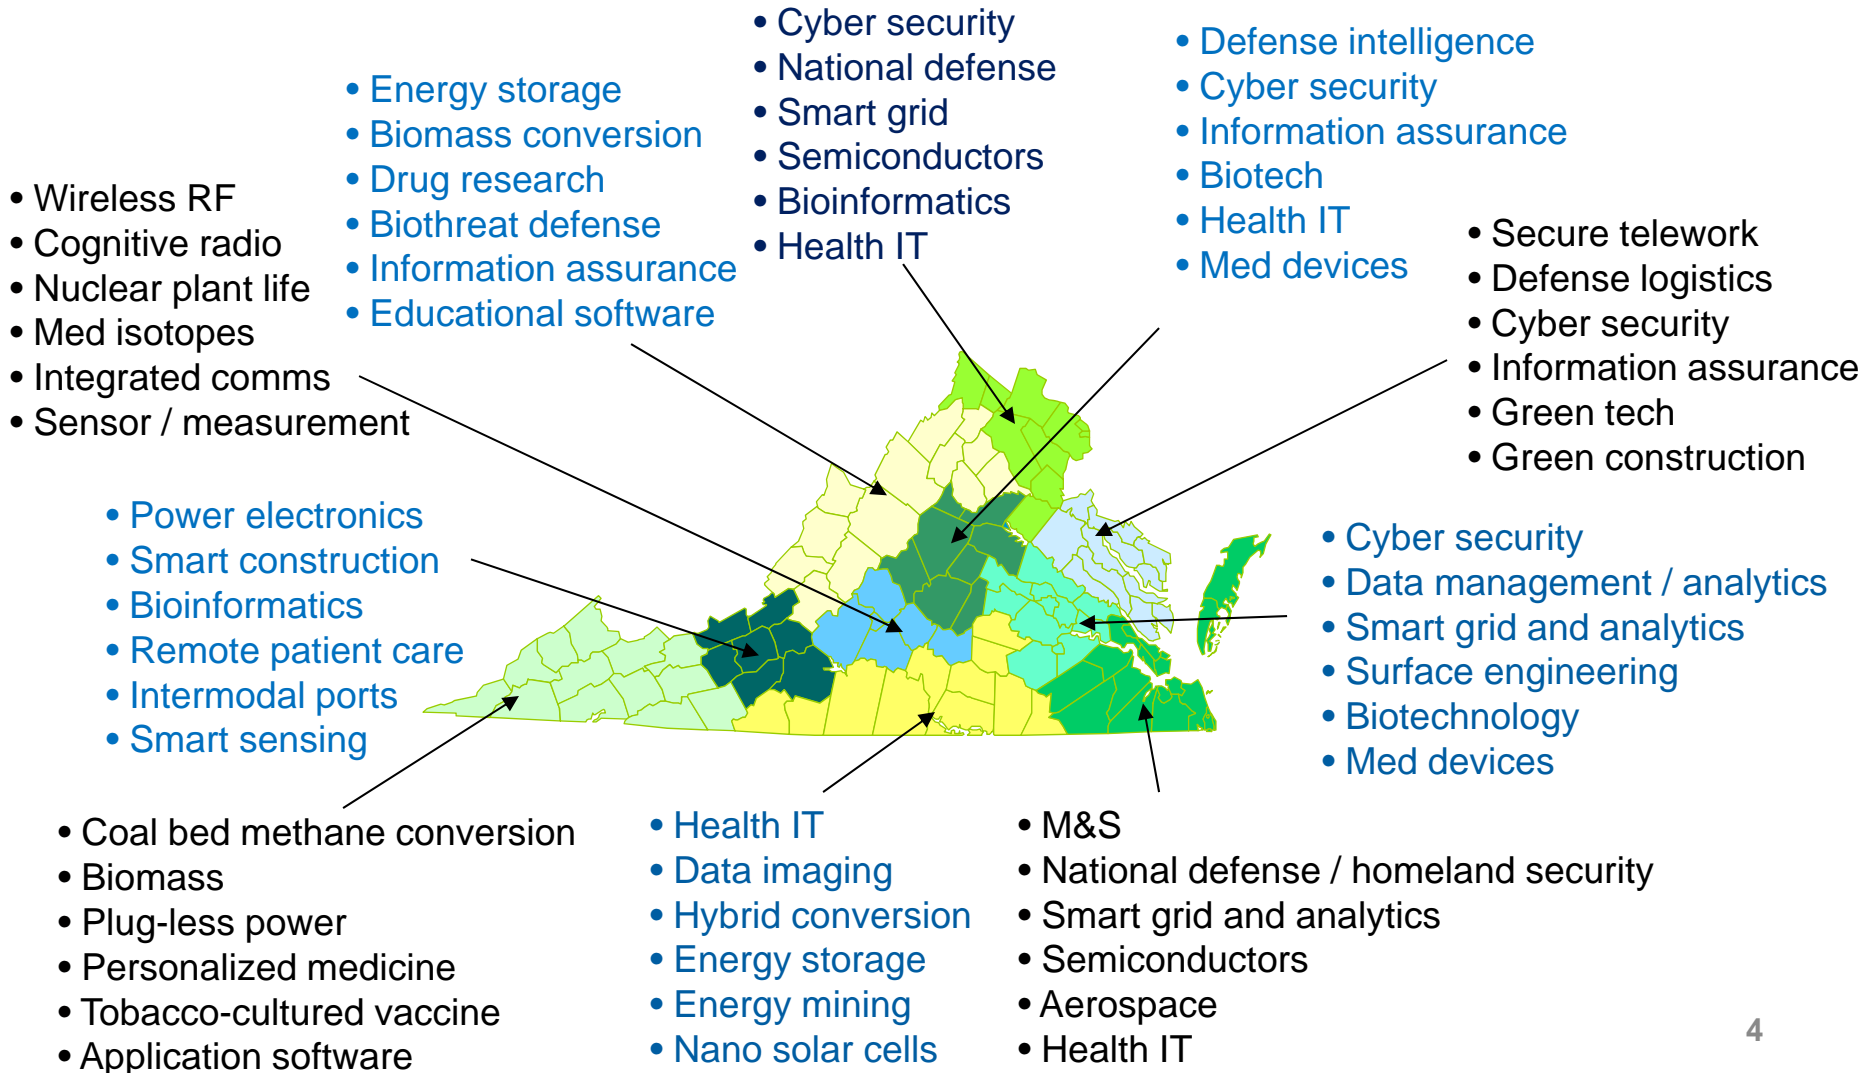 • Cyber security
• National defense
• Smart grid
• Semiconductors
• Bioinformatics
• Health IT
• Defense intelligence
• Cyber security
• Information assurance
• Biotech
• Health IT
• Med devices
• Energy storage
• Biomass conversion
• Drug research
• Biothreat defense
• Information assurance
• Educational software
• Wireless RF
• Cognitive radio
• Nuclear plant life
• Med isotopes
• Integrated comms
• Sensor / measurement
• Secure telework
• Defense logistics
• Cyber security
• Information assurance
• Green tech
• Green construction
• Power electronics
• Smart construction
• Bioinformatics
• Remote patient care
• Intermodal ports
• Smart sensing
• Cyber security
• Data management / analytics
• Smart grid and analytics
• Surface engineering
• Biotechnology
• Med devices
• Coal bed methane conversion
• Biomass
• Plug-less power
• Personalized medicine
• Tobacco-cultured vaccine
• Application software
• Health IT
• Data imaging
• Hybrid conversion
• Energy storage
• Energy mining
• Nano solar cells
• M&S
• National defense / homeland security
• Smart grid and analytics
• Semiconductors
• Aerospace
• Health IT
4